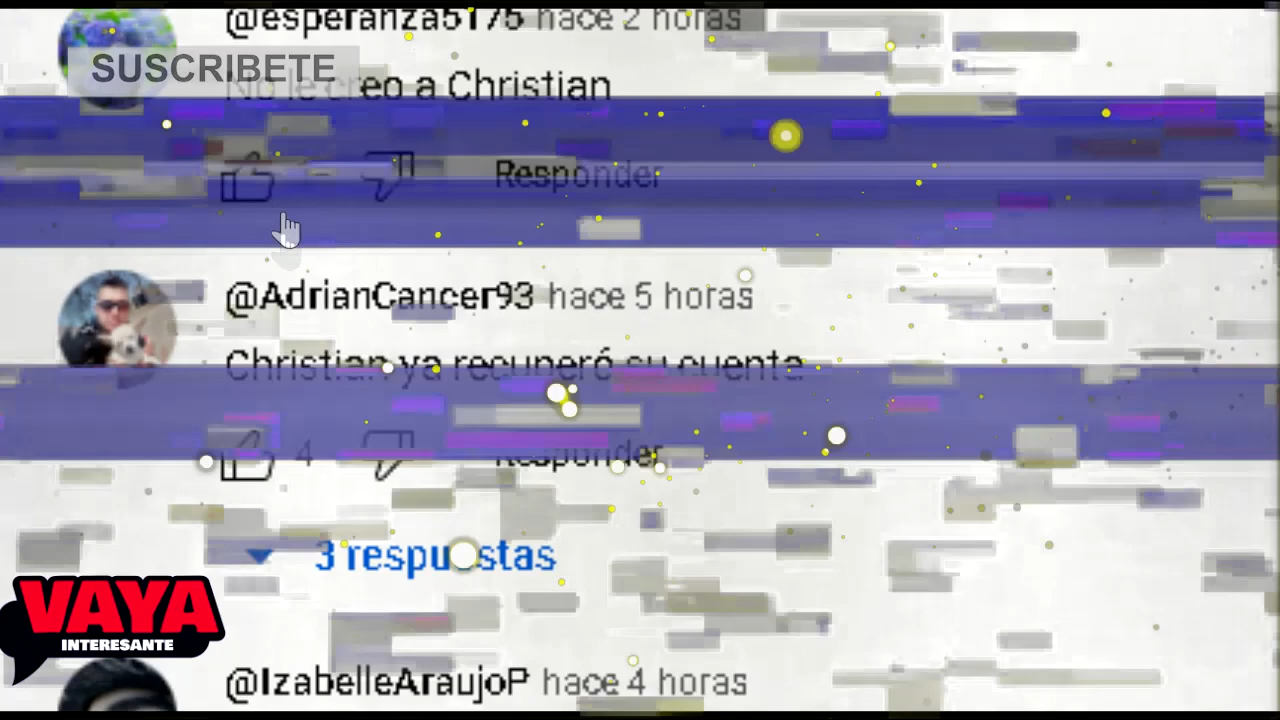 @esperanza5175 hace 2 horas
SUSCRIBETE
No le creo a Christian
Responder
@AdrianCancer93 hace 5 horas
Christian ya recuperó su cuenta
4 Responder
3 respuestas
VAYA
INTERESANTE
@IzabelleAraujoP hace 4 horas